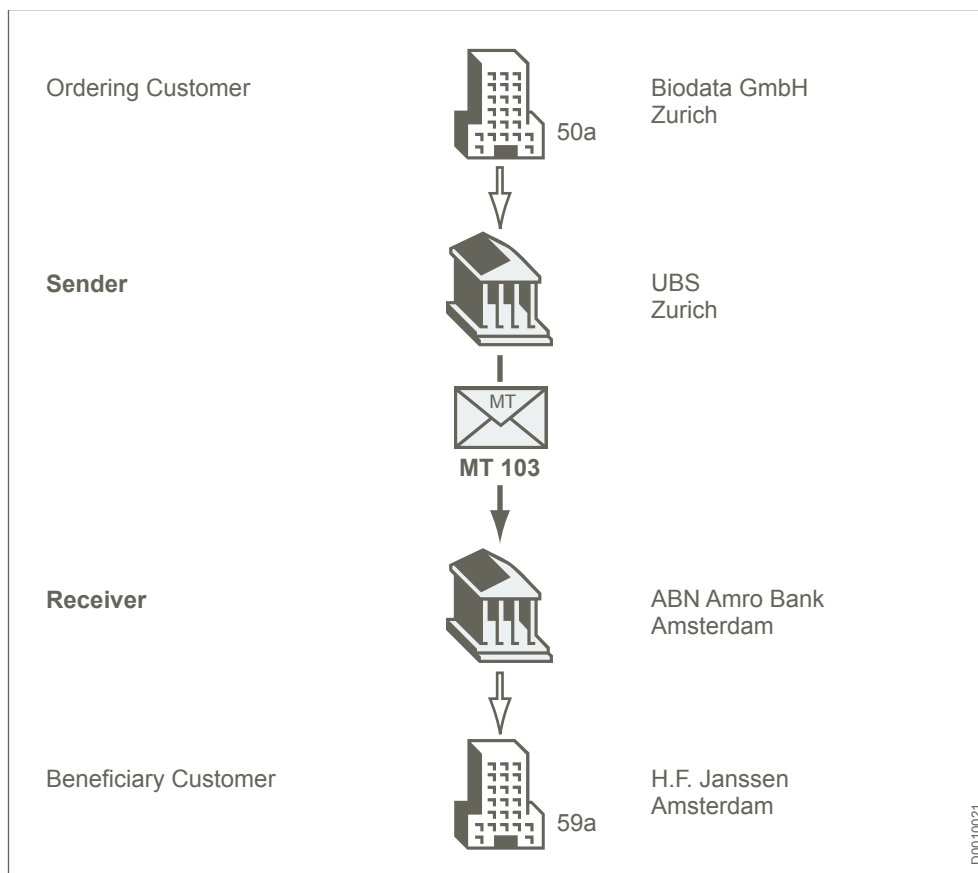 Ordering Customer
50a
Biodata GmbH
Zurich
Sender
UBS
Zurich
MT
MT 103
Receiver
ABN Amro Bank
Amsterdam
Beneficiary Customer
59a
H.F. Janssen
Amsterdam
D0010021